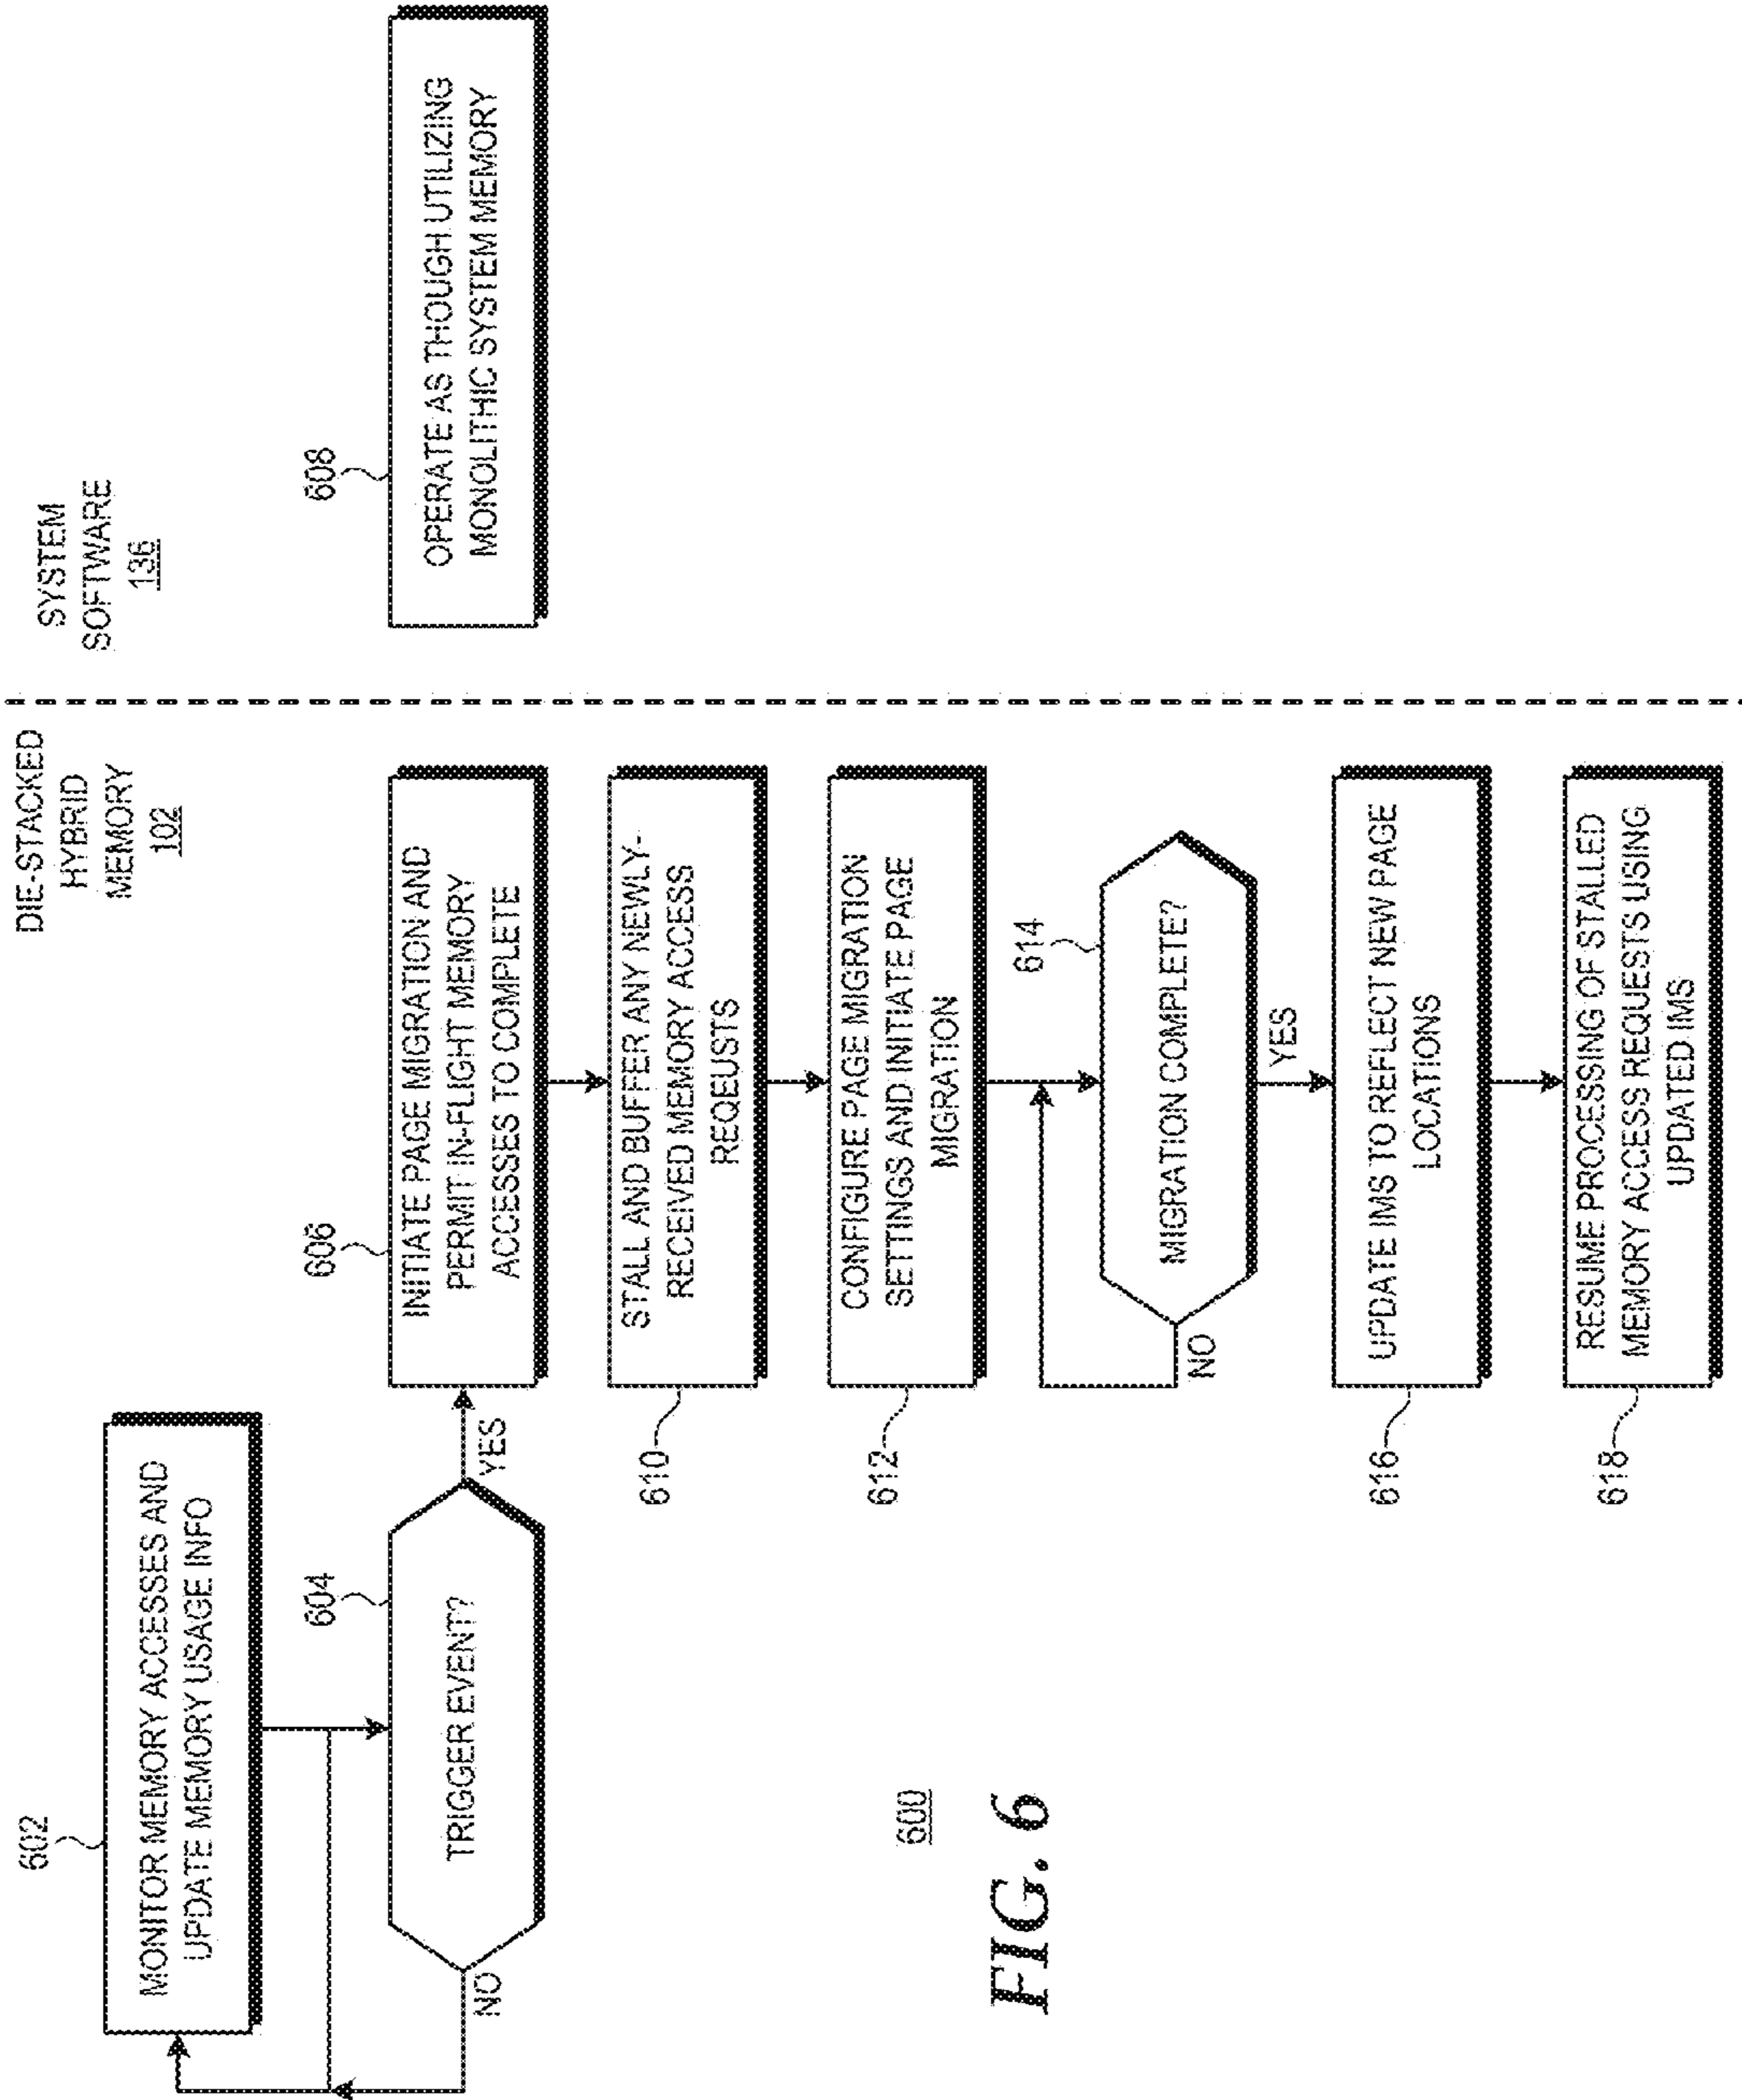 DIE-STACKED
HYBRID
MEMORY
102
SYSTEM
SOFTWARE
136
602
MONITOR MEMORY ACCESSES AND
UPDATE MEMORY USAGE INFO
604
TRIGGER EVENT?
NO
YES
606
INITIATE PAGE MIGRATION AND
PERMIT IN-FLIGHT MEMORY
ACCESSES TO COMPLETE
608
OPERATE AS THOUGH UTILIZING
MONOLITHIC SYSTEM MEMORY
610
STALL AND BUFFER ANY NEWLY-
RECEIVED MEMORY ACCESS
REQEUSTS
612
CONFIGURE PAGE MIGRATION
SETTINGS AND INITIATE PAGE
MIGRATION
614
MIGRATION COMPLETE?
NO
YES
616
UPDATE IMS TO REFLECT NEW PAGE
LOCATIONS
618
RESUME PROCESSING OF STALLED
MEMORY ACCESS REQUESTS USING
UPDATED IMS
600
FIG. 6